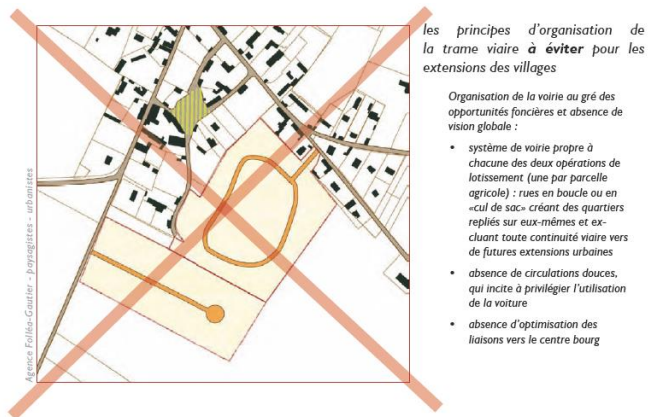 les principes d'organisation de
la trame viaire à éviter pour les
extensions des villages
Organisation de la voirie au gré des
opportunités foncières et absence de
vision globale :
• système de voirie propre à
chacune des deux opérations de
lotissement (une par parcelle
agricole) : rues en boucle ou en
«cul de sac» créant des quartiers
repliés sur eux-mêmes et ex-
cluant toute continuité viaire vers
de futures extensions urbaines
• absence de circulations douces,
qui incite à privilégier l'utilisation
de la voiture
• absence d'optimisation des
liaisons vers le centre bourg
Agence Folléa-Gautier - paysagistes - urbanistes